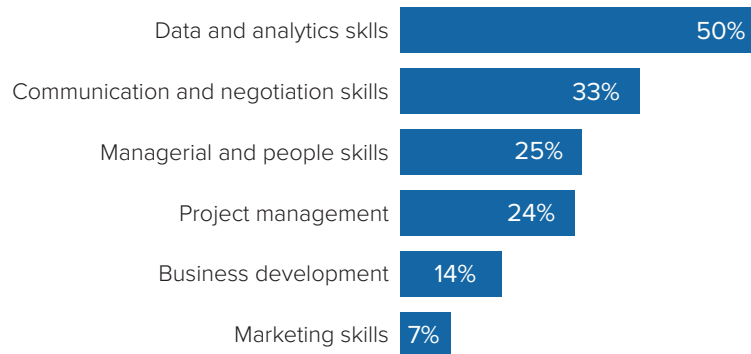 Data and analytics sklls 50%
Communication and negotiation skills 33%
Managerial and people skills 25%
Project management 24%
Business development 14%
Marketing skills 7%